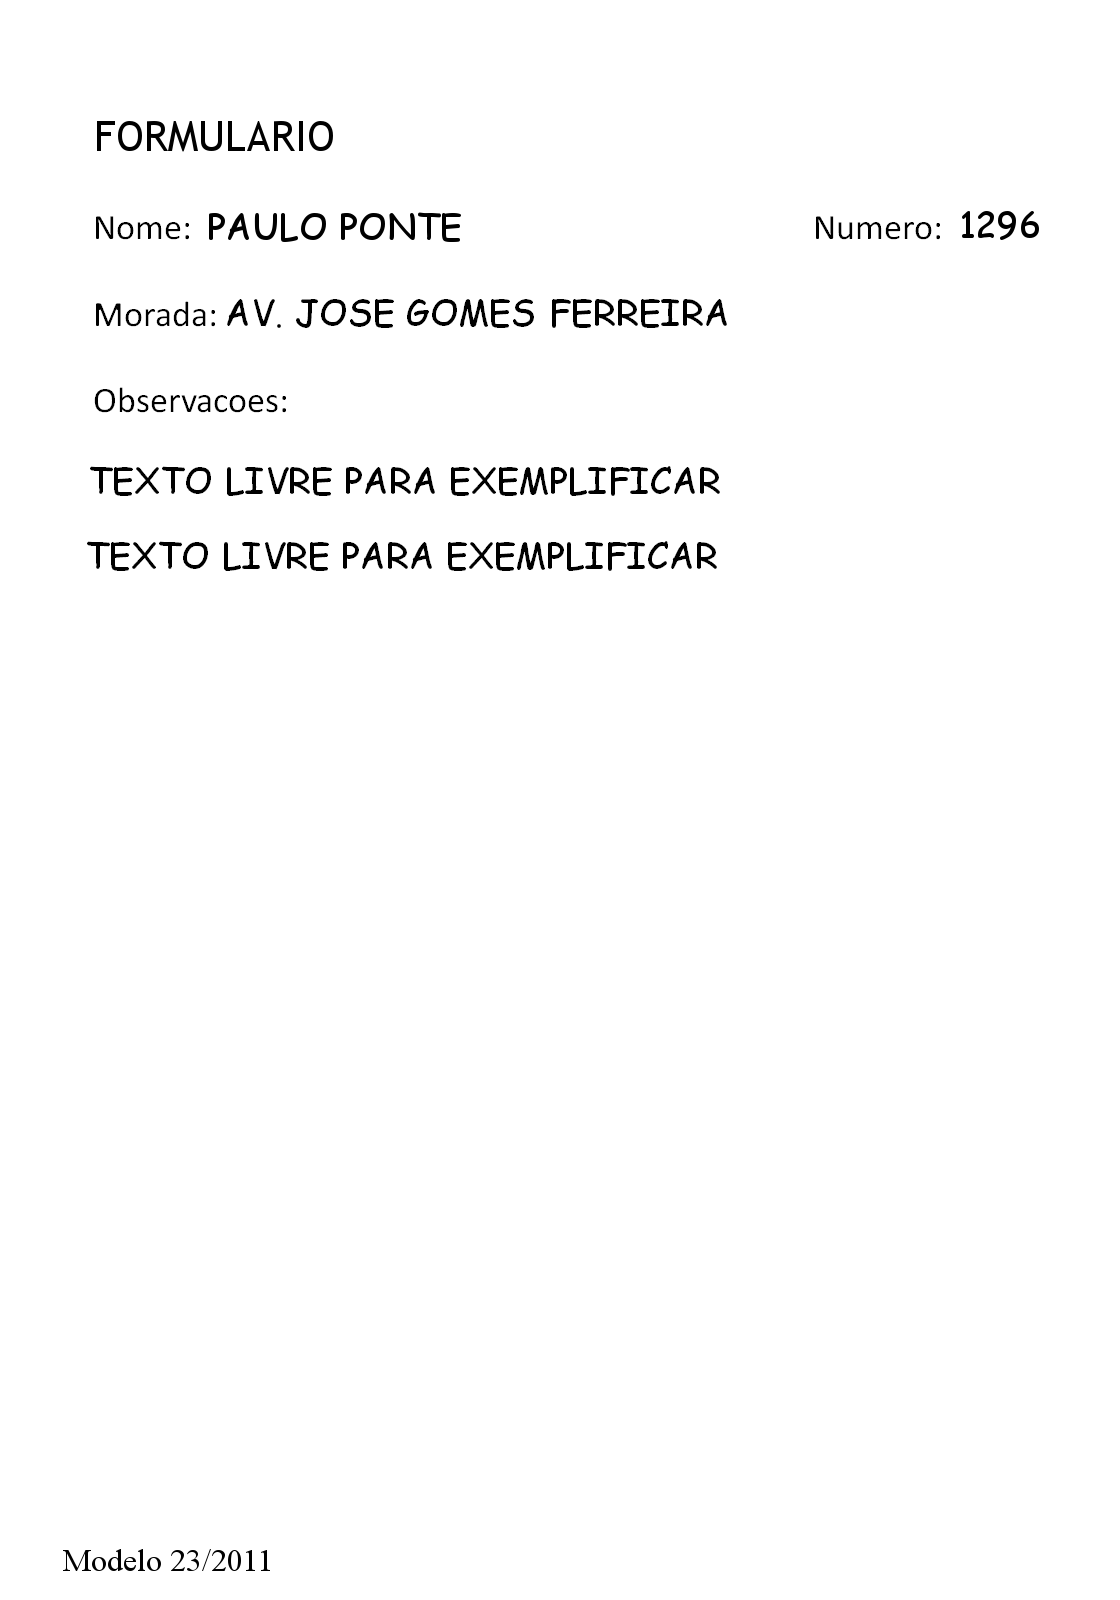 FORMULARIO
Nome: PAULO PONTE Numero: 1296
Morada: AV. JOSE GOMES FERREIRA
Observacoes:
TEXTO LIVRE PARA EXEMPLIFICAR
TEXTO LIVRE PARA EXEMPLIFICAR
Modelo 23/2011